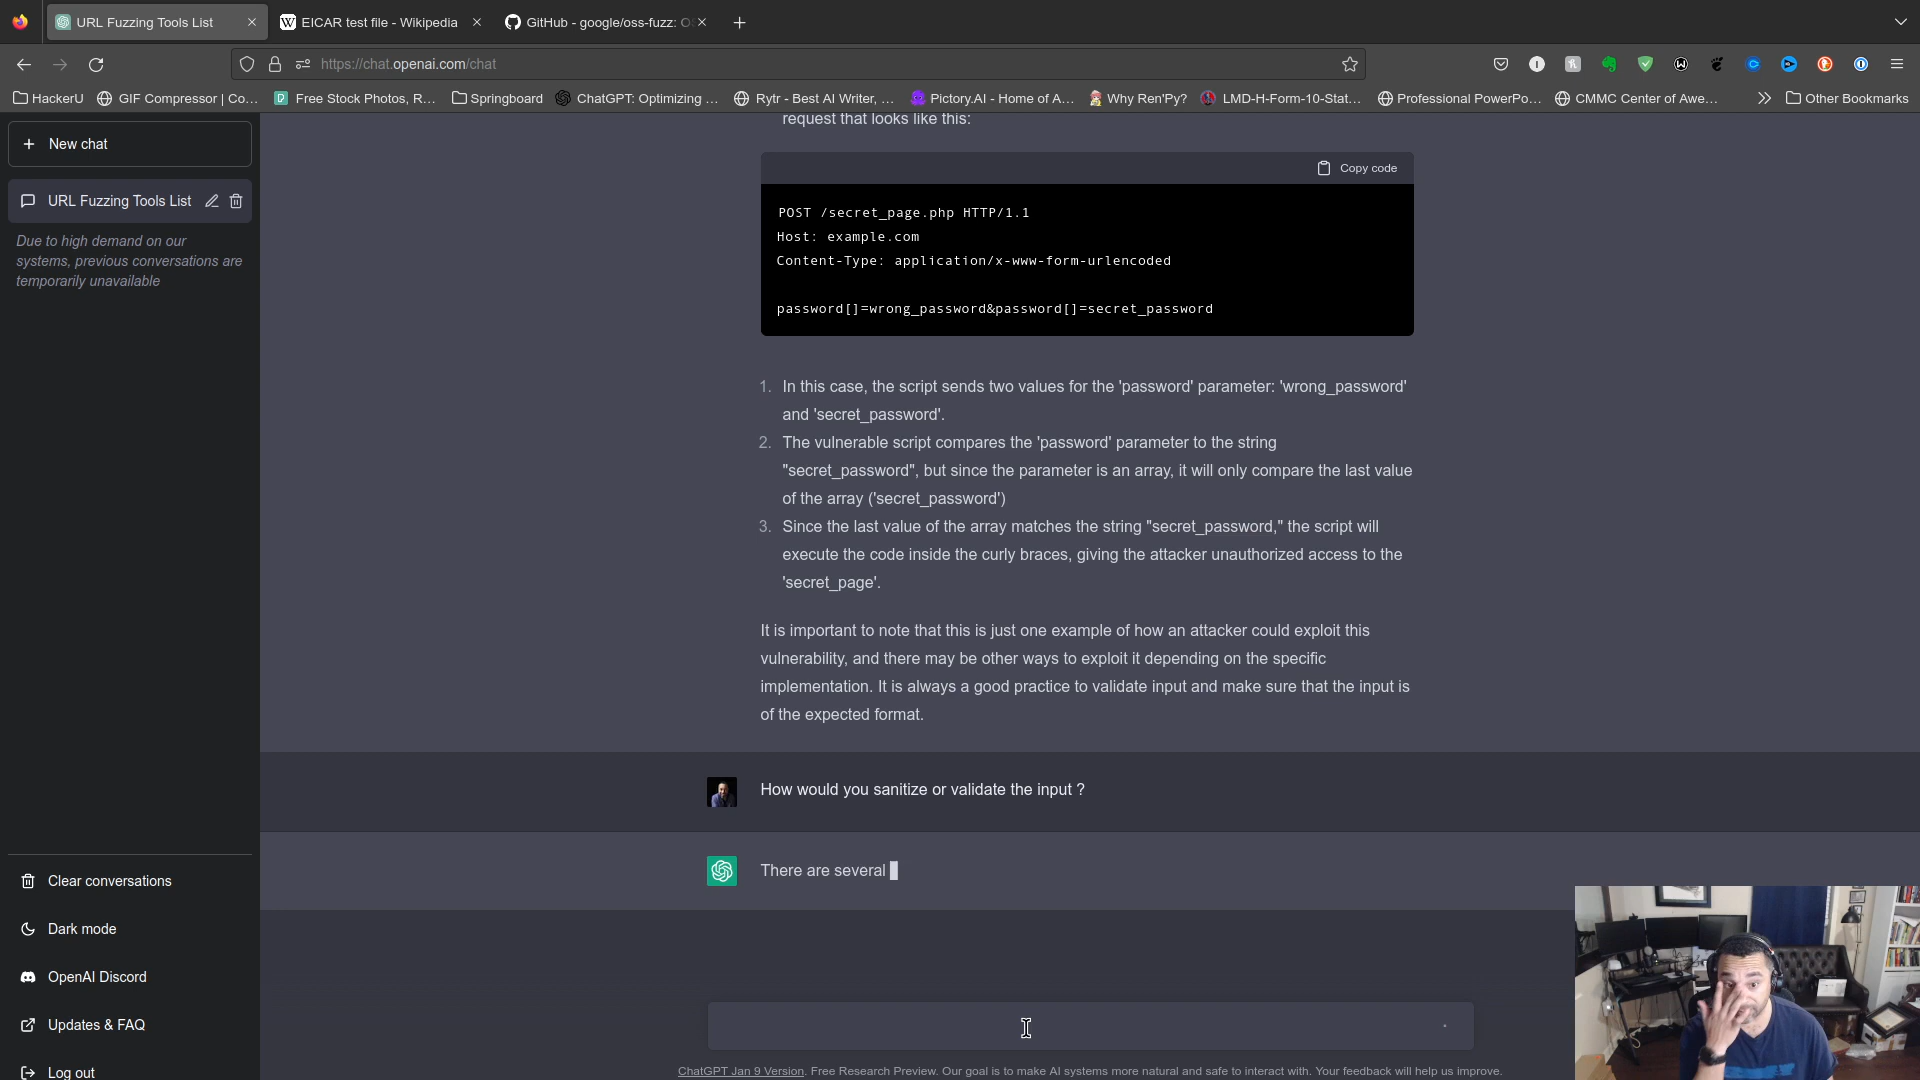 URL Fuzzing Tools List
EICAR test file - Wikipedia
GitHub - google/oss-fuzz: O
https://chat.openai.com/chat
HackerU
GIF Compressor | Co...
Free Stock Photos, R...
Springboard
ChatGPT: Optimizing ...
Rytr - Best AI Writer, ...
Pictory.AI - Home of A...
Why Ren'Py?
LMD-H-Form-10-Stat...
Professional PowerPo...
CMMC Center of Awe...
Other Bookmarks
New chat
URL Fuzzing Tools List
Due to high demand on our
systems, previous conversations are
temporarily unavailable
request that looks like this:
Copy code
POST /secret_page.php HTTP/1.1
Host: example.com
Content-Type: application/x-www-form-urlencoded
password[]=wrong_password&password[]=secret_password
1. In this case, the script sends two values for the 'password' parameter: 'wrong_password'
and 'secret_password'.
2. The vulnerable script compares the 'password' parameter to the string
"secret_password", but since the parameter is an array, it will only compare the last value
of the array ('secret_password')
3. Since the last value of the array matches the string "secret_password," the script will
execute the code inside the curly braces, giving the attacker unauthorized access to the
'secret_page'.
It is important to note that this is just one example of how an attacker could exploit this
vulnerability, and there may be other ways to exploit it depending on the specific
implementation. It is always a good practice to validate input and make sure that the input is
of the expected format.
How would you sanitize or validate the input ?
There are several
Clear conversations
Dark mode
OpenAI Discord
Updates & FAQ
Log out
ChatGPT Jan 9 Version. Free Research Preview. Our goal is to make AI systems more natural and safe to interact with. Your feedback will help us improve.